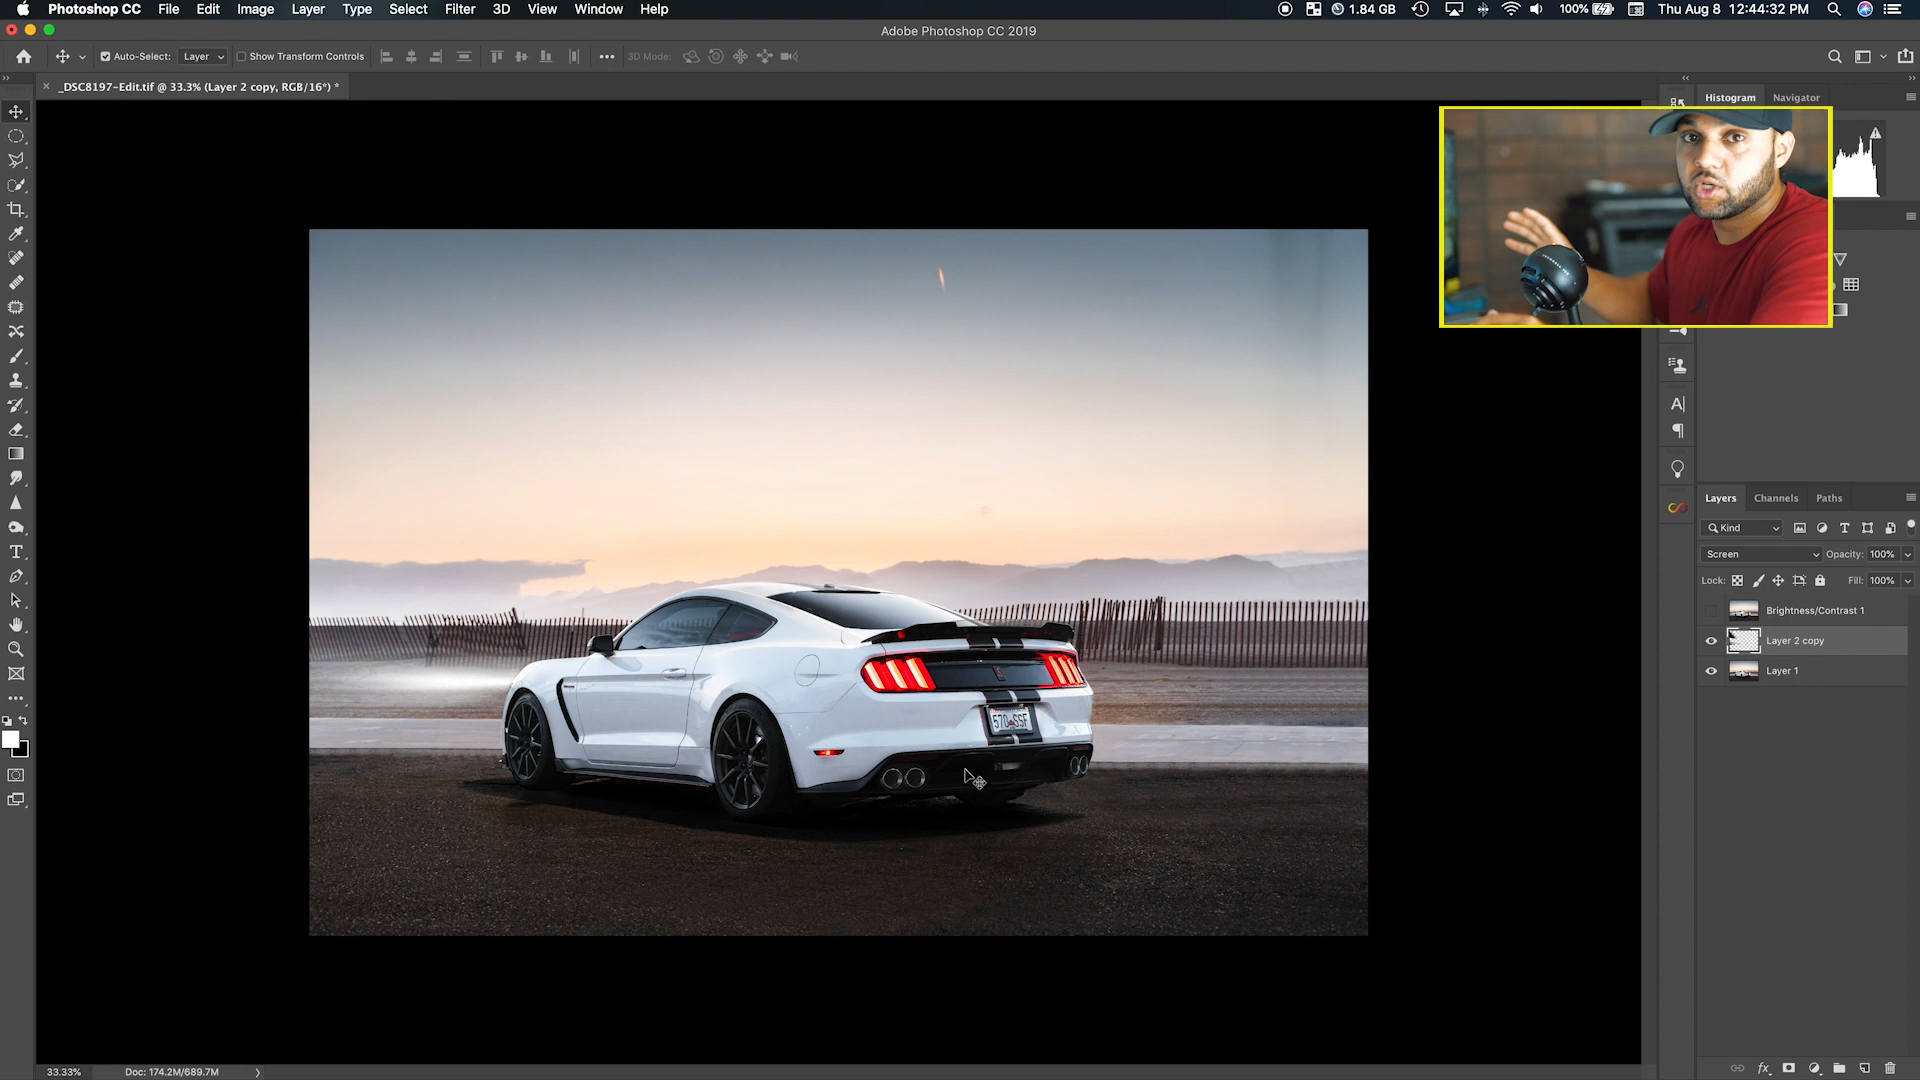 Photoshop CC File Edit Image Layer Type Select Filter 3D View Window Help 1.84 GB 100% Thu Aug 8 12:44:32 PM
Adobe Photoshop CC 2019
Auto-Select: Layer Show Transform Controls 3D Mode:
_DSC8197-Edit.tif @ 33.3% (Layer 2 copy, RGB/16*) *
Histogram Navigator
Layers Channels Paths
Kind
Screen Opacity: 100%
Lock: Fill: 100%
Brightness/Contrast 1
Layer 2 copy
Layer 1
570 SSF
33.33% Doc: 174.2M/689.7M